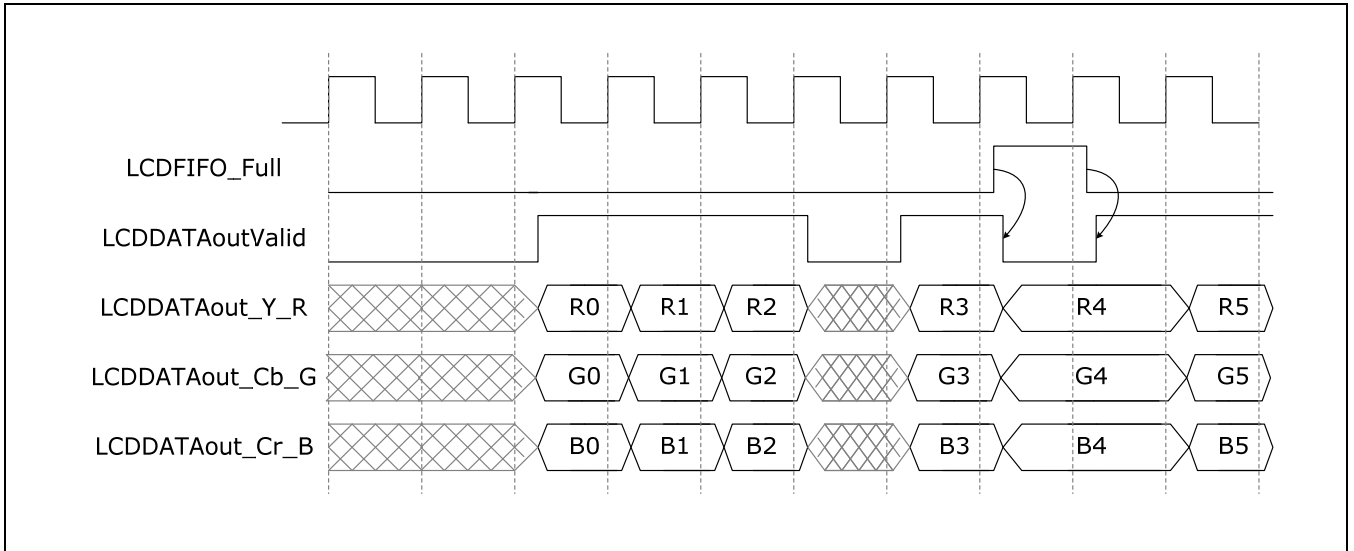 LCDFIFO_Full
LCDDATAoutValid
LCDDATAout_Y_R R0 R1 R2 R3 R4 R5
LCDDATAout_Cb_G G0 G1 G2 G3 G4 G5
LCDDATAout_Cr_B B0 B1 B2 B3 B4 B5